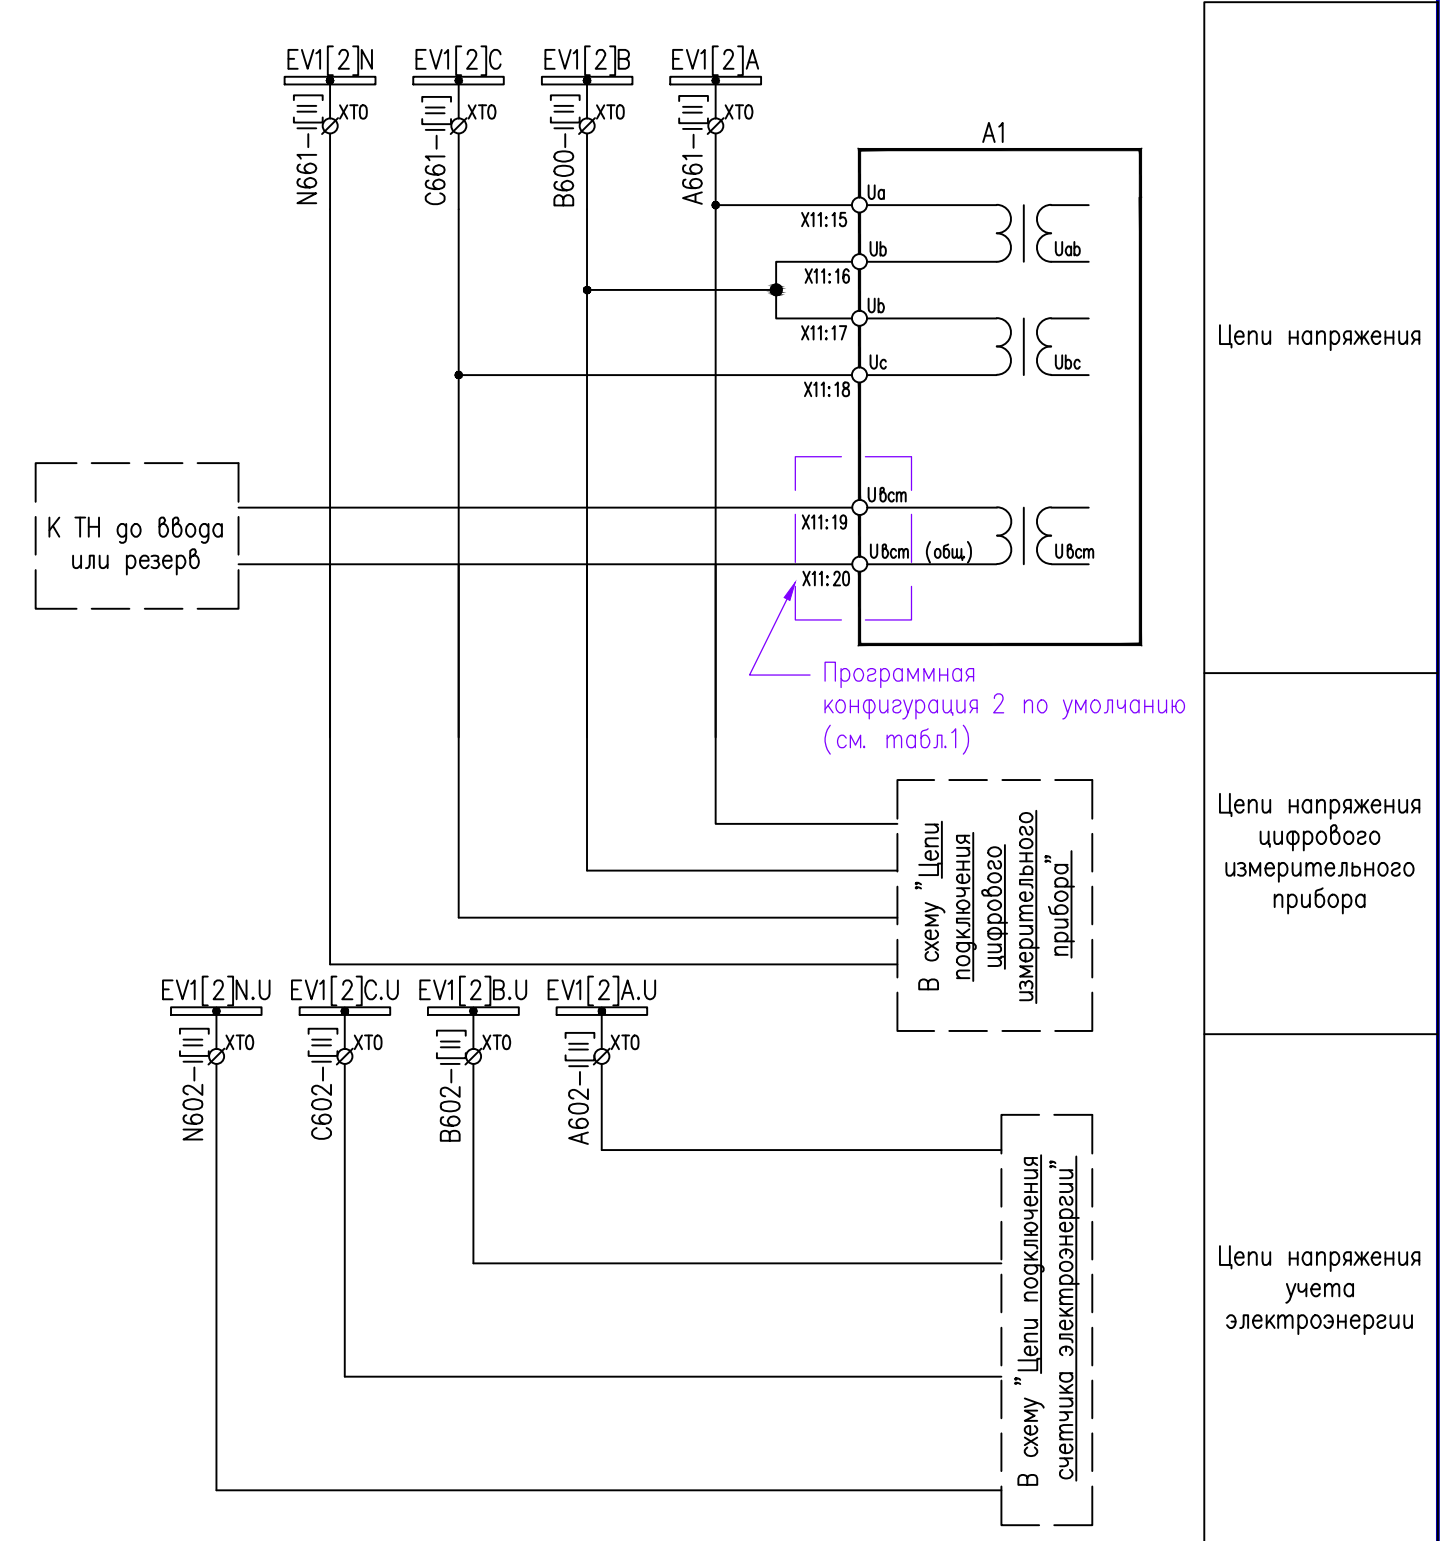 EV1[2]N
EV1[2]C
EV1[2]B
EV1[2]A
XT0
XT0
XT0
XT0
N661-I[II]
C661-I[II]
B600-I[II]
A661-I[II]
A1
Ua
X11:15
Ub
X11:16
Uab
Ub
X11:17
Uc
X11:18
Ubc
Uвст
X11:19
Uвст (общ.)
X11:20
Uвст
К ТН до ввода
или резерв
Программная
конфигурация 2 по умолчанию
(см. табл.1)
В схему "Цепи
подключения
цифрового
измерительного
прибора"
EV1[2]N.U
EV1[2]C.U
EV1[2]B.U
EV1[2]A.U
XT0
XT0
XT0
XT0
N602-I[II]
C602-I[II]
B602-I[II]
A602-I[II]
В схему "Цепи подключения
счетчика электроэнергии"
Цепи напряжения
Цепи напряжения
цифрового
измерительного
прибора
Цепи напряжения
учета
электроэнергии